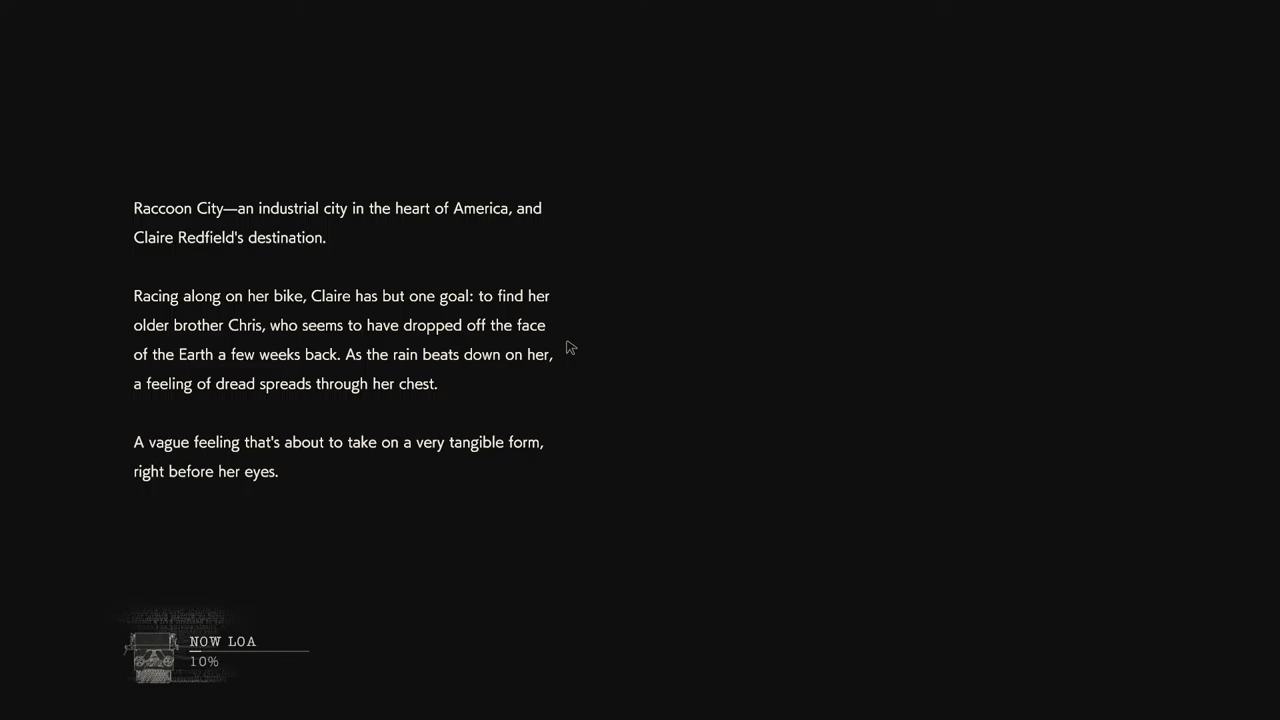 Raccoon City—an industrial city in the heart of America, and
Claire Redfield's destination.
Racing along on her bike, Claire has but one goal: to find her
older brother Chris, who seems to have dropped off the face
of the Earth a few weeks back. As the rain beats down on her,
a feeling of dread spreads through her chest.
A vague feeling that's about to take on a very tangible form,
right before her eyes.
NOW LOA
10%